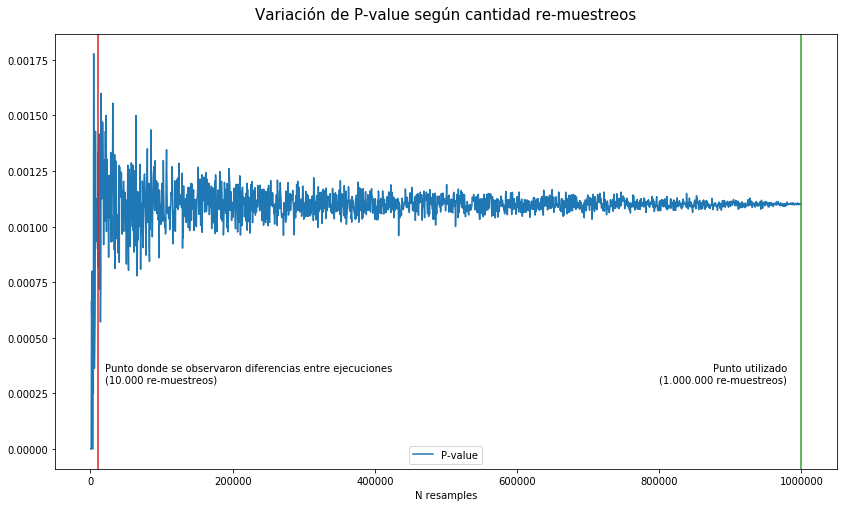 Variación de P-value según cantidad re-muestreos
0.00175
0.00150
0.00125
0.00100
0.00075
0.00050
0.00025
0.00000
Punto donde se observaron diferencias entre ejecuciones
(10.000 re-muestreos)
Punto utilizado
(1.000.000 re-muestreos)
P-value
0
200000
400000
600000
800000
1000000
N resamples